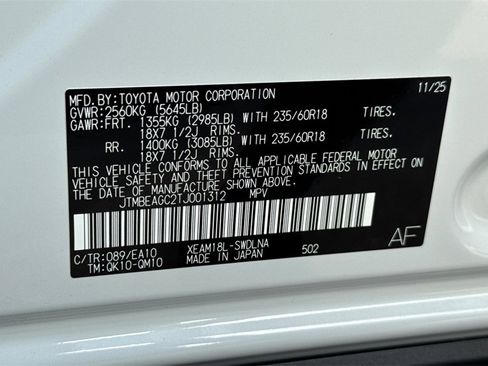 MFD.BY:TOYOTA MOTOR CORPORATION 11/25
GVWR:2560KG (5645LB)
GAWR:FRT. 1355KG (2985LB) WITH 235/60R18 TIRES.
18X7 1/2J RIMS.
RR. 1400KG (3085LB) WITH 235/60R18 TIRES.
18X7 1/2J RIMS.
THIS VEHICLE CONFORMS TO ALL APPLICABLE FEDERAL MOTOR
VEHICLE SAFETY AND THEFT PREVENTION STANDARDS IN EFFECT ON
THE DATE OF MANUFACTURE SHOWN ABOVE.
JTMBEAGC2TJ001312 MPV
C/TR:089/EA10 XEAM18L-SWDLNA AF
TM:QK10-QM10 MADE IN JAPAN 502